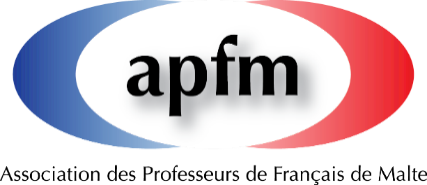 apfm
Association des Professeurs de Français de Malte